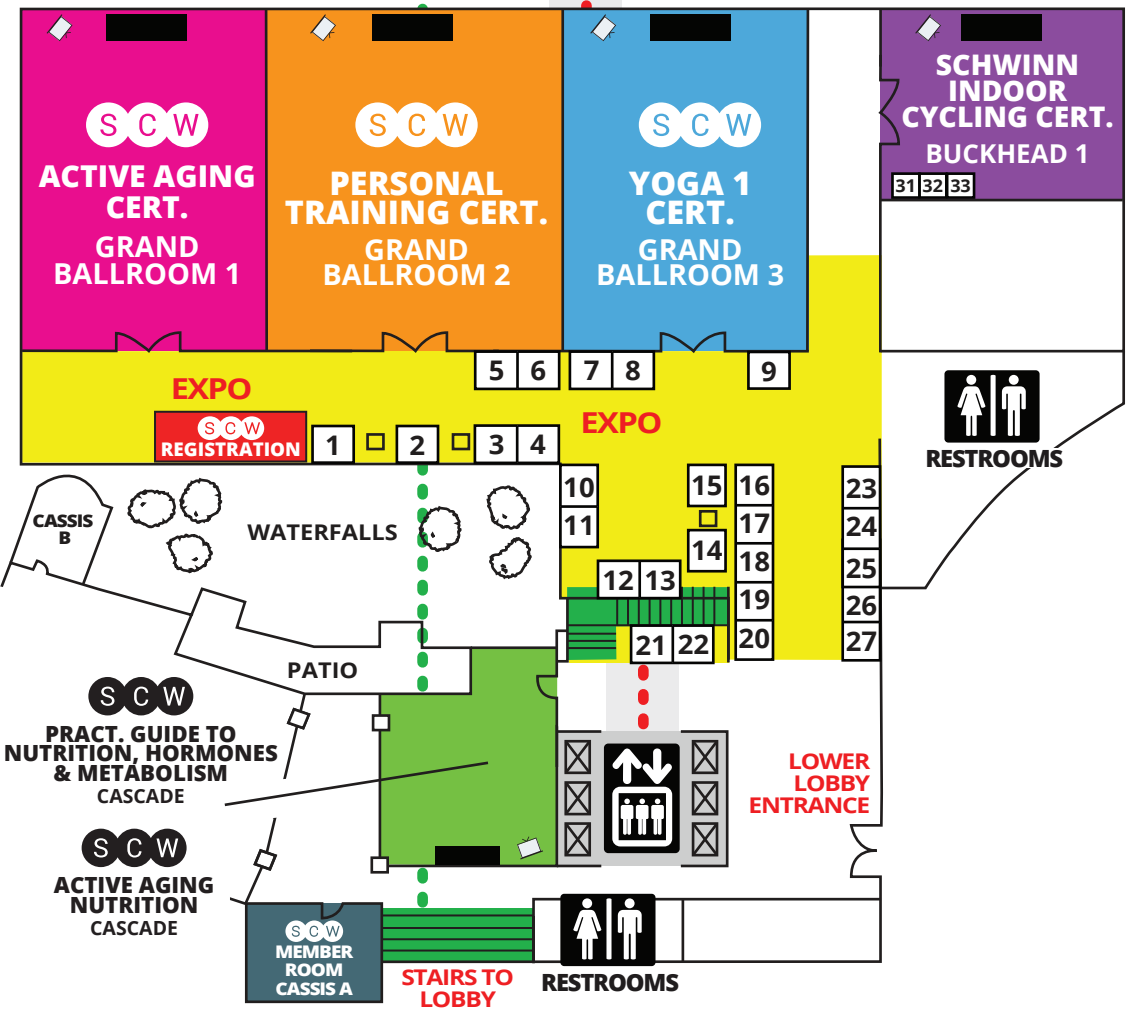 SCW
ACTIVE AGING
CERT.
GRAND
BALLROOM 1
SCW
PERSONAL
TRAINING CERT.
GRAND
BALLROOM 2
SCW
YOGA 1
CERT.
GRAND
BALLROOM 3
SCHWINN
INDOOR
CYCLING CERT.
BUCKHEAD 1
31 32 33
EXPO
5 6 7 8 9
EXPO
SCW
REGISTRATION
1 2 3 4
RESTROOMS
10
11
15
14
16
17
18
19
20
23
24
25
26
27
12 13
21 22
CASSIS
B
WATERFALLS
PATIO
SCW
PRACT. GUIDE TO
NUTRITION, HORMONES
& METABOLISM
CASCADE
SCW
ACTIVE AGING
NUTRITION
CASCADE
LOWER
LOBBY
ENTRANCE
SCW
MEMBER
ROOM
CASSIS A
STAIRS TO
LOBBY
RESTROOMS